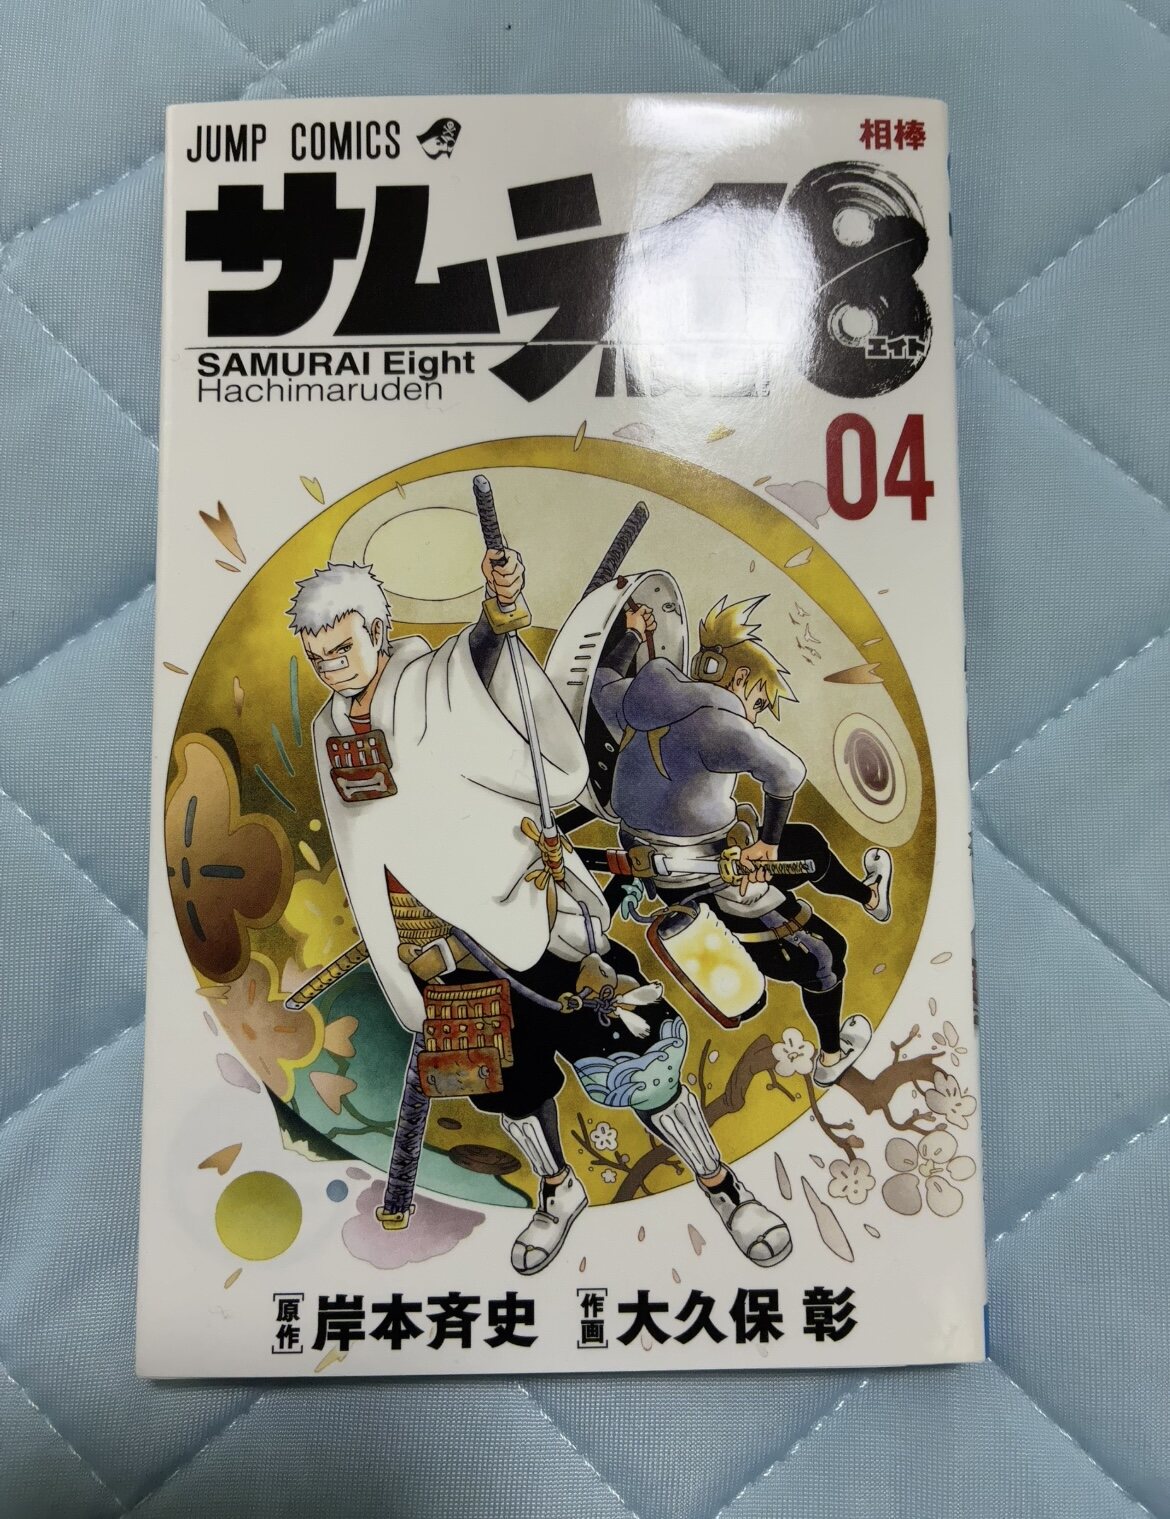 JUMP COMICS
相棒
サムライ8
エイト
SAMURAI Eight
Hachimaruden
04
[原作] 岸本斉史 [作画] 大久保 彰